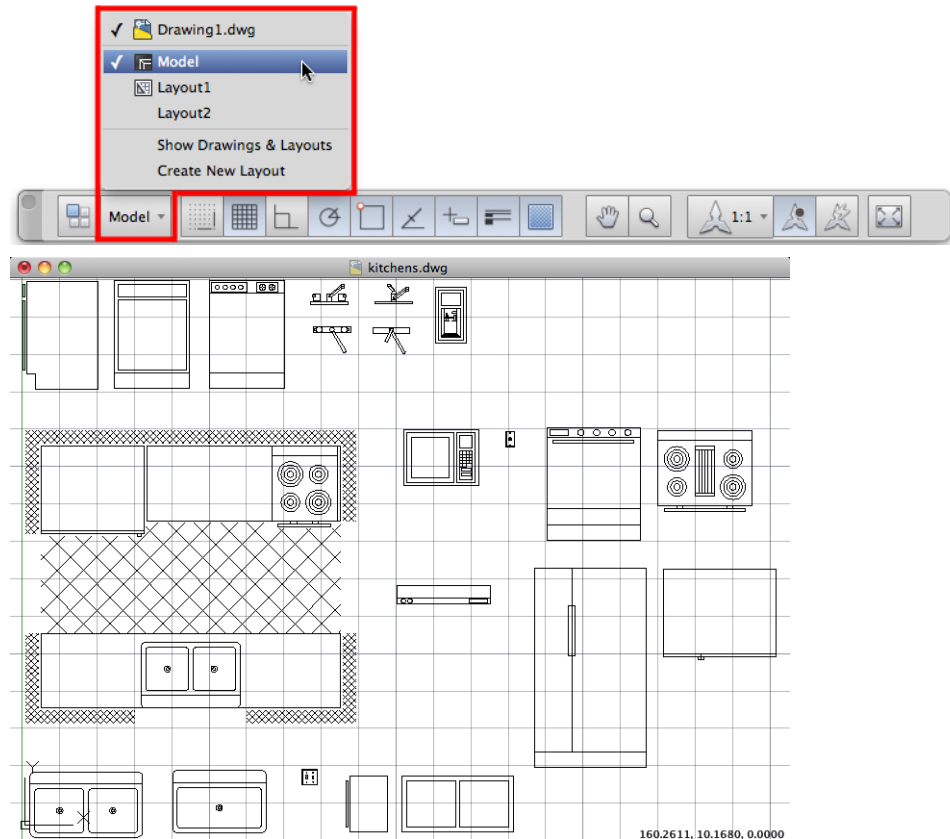 Drawing1.dwg
Model
Layout1
Layout2
Show Drawings & Layouts
Create New Layout
Model
1:1
kitchens.dwg
160.2611, 10.1680, 0.0000